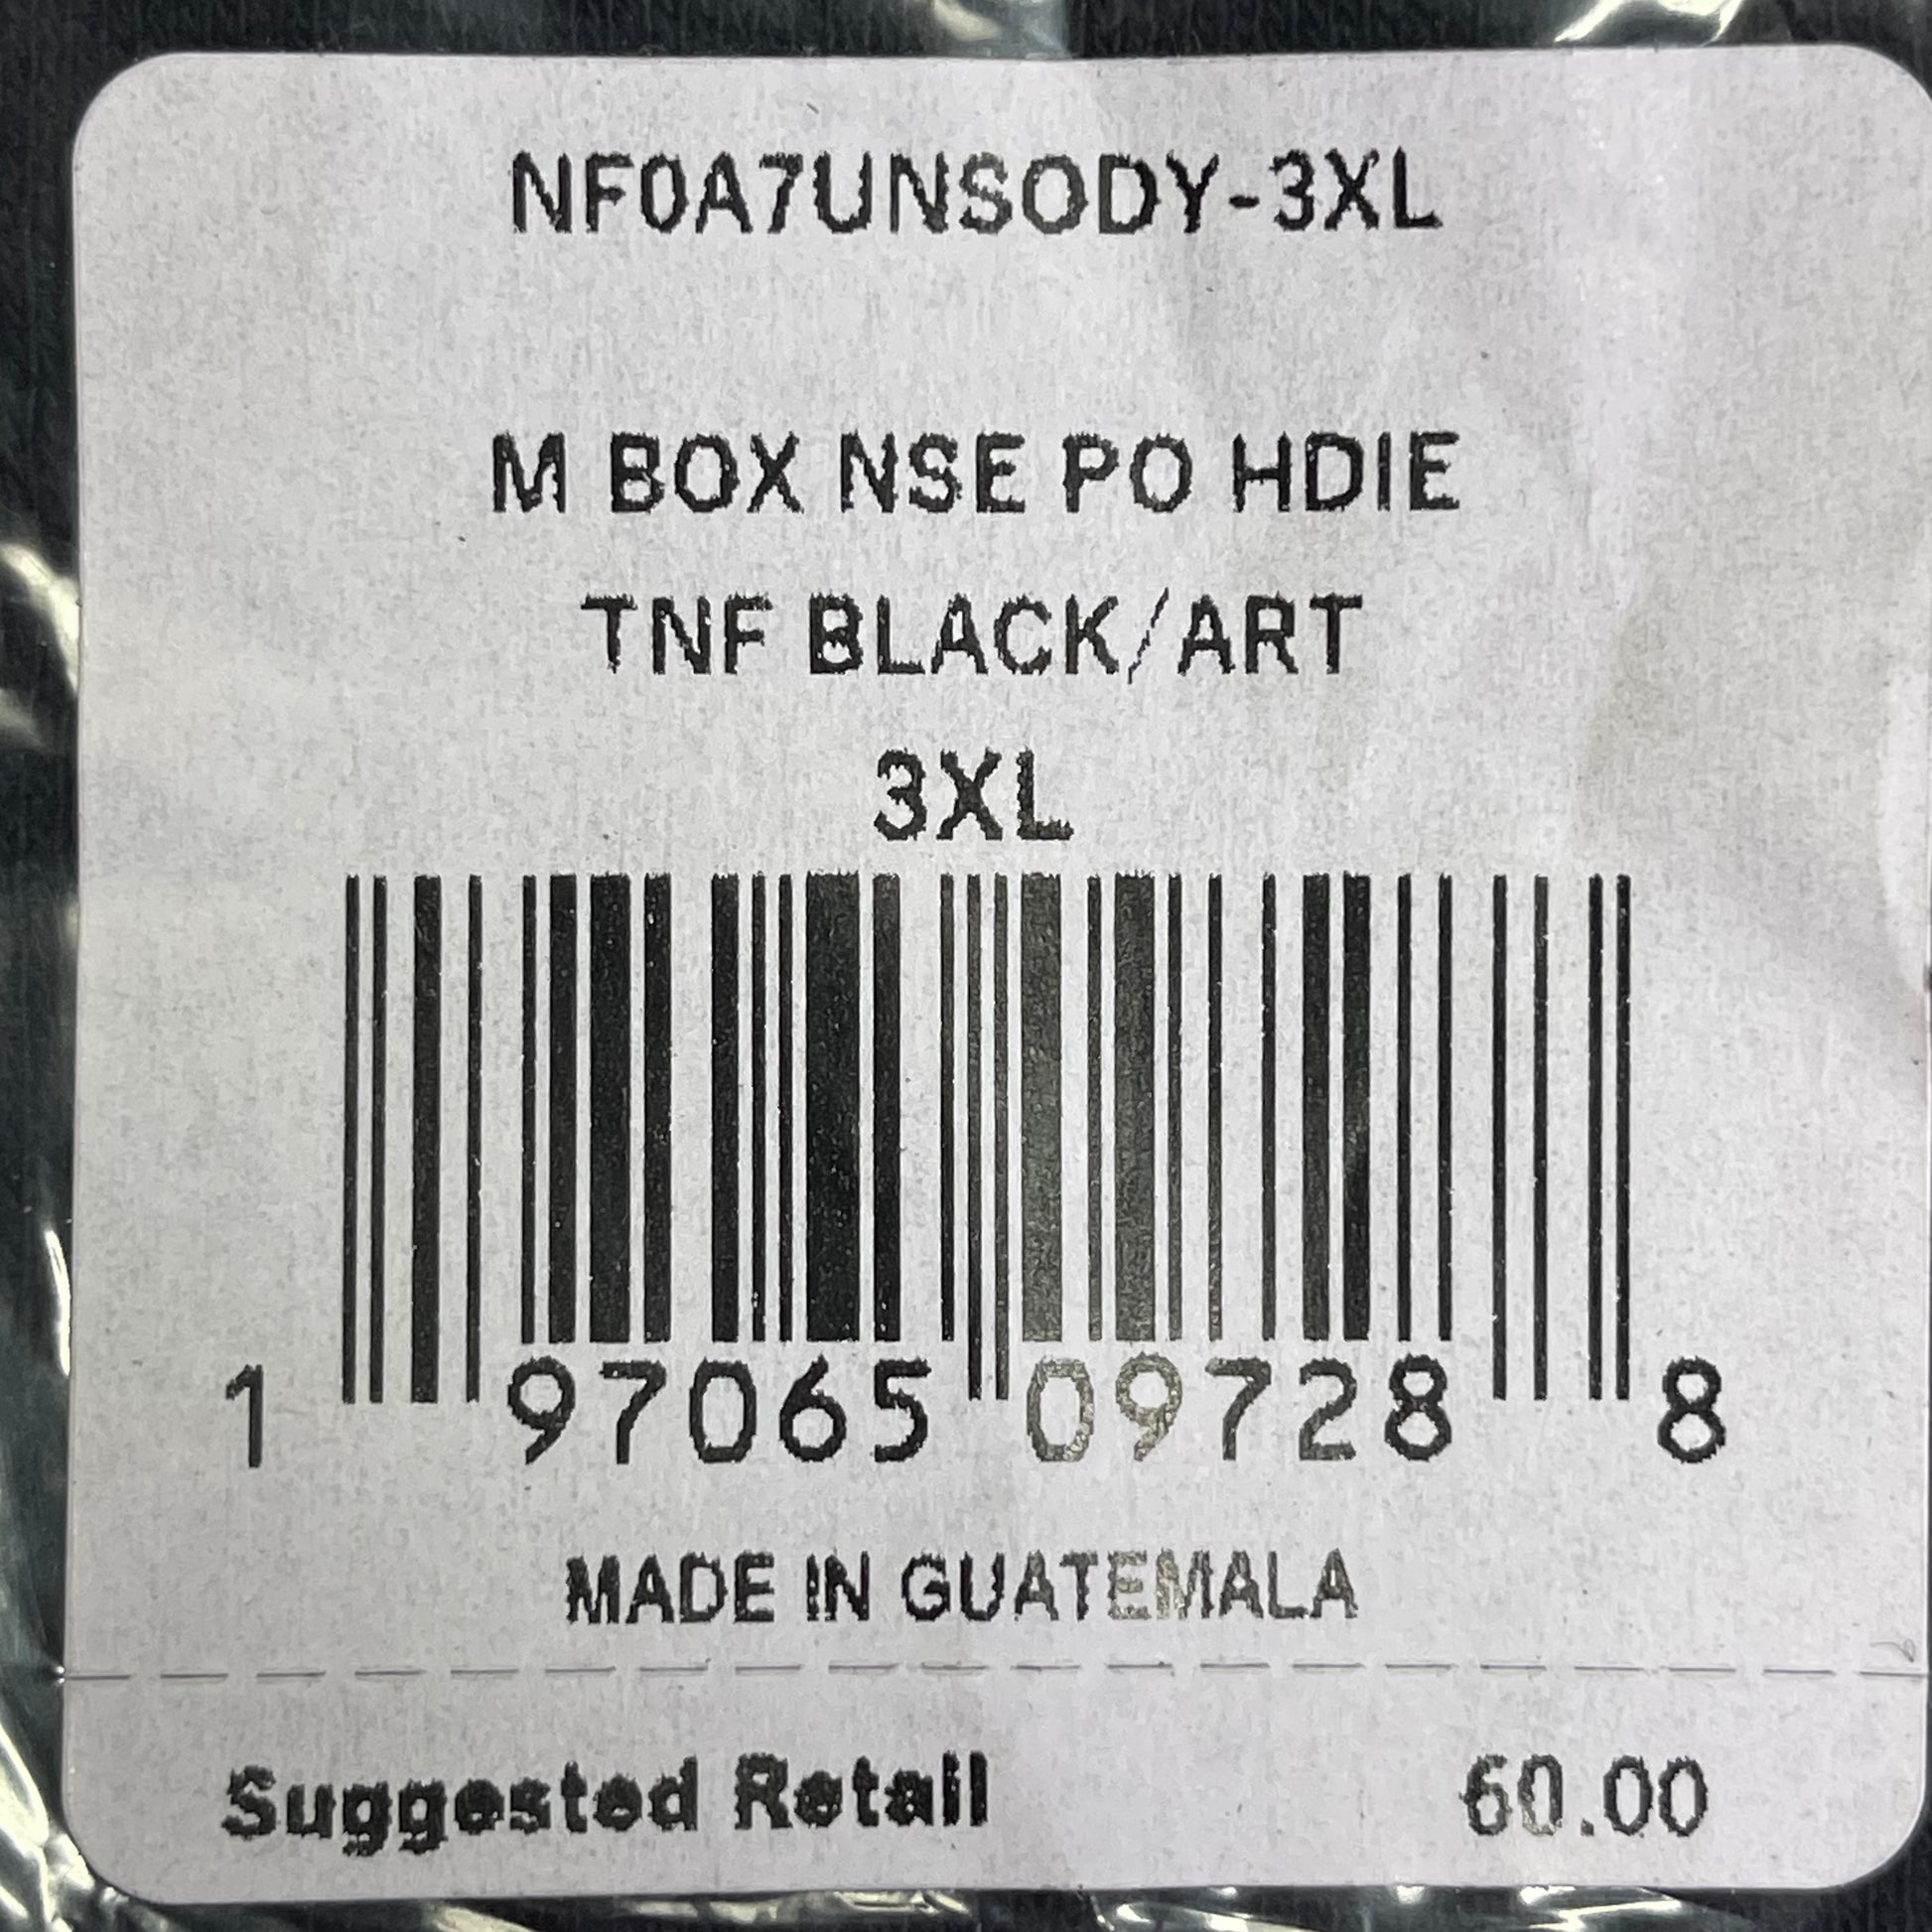 NF0A7UNSODY-3XL
M BOX NSE PO HDIE
TNF BLACK/ART
3XL
1 97065 09728 8
MADE IN GUATEMALA
Suggested Retail 60.00